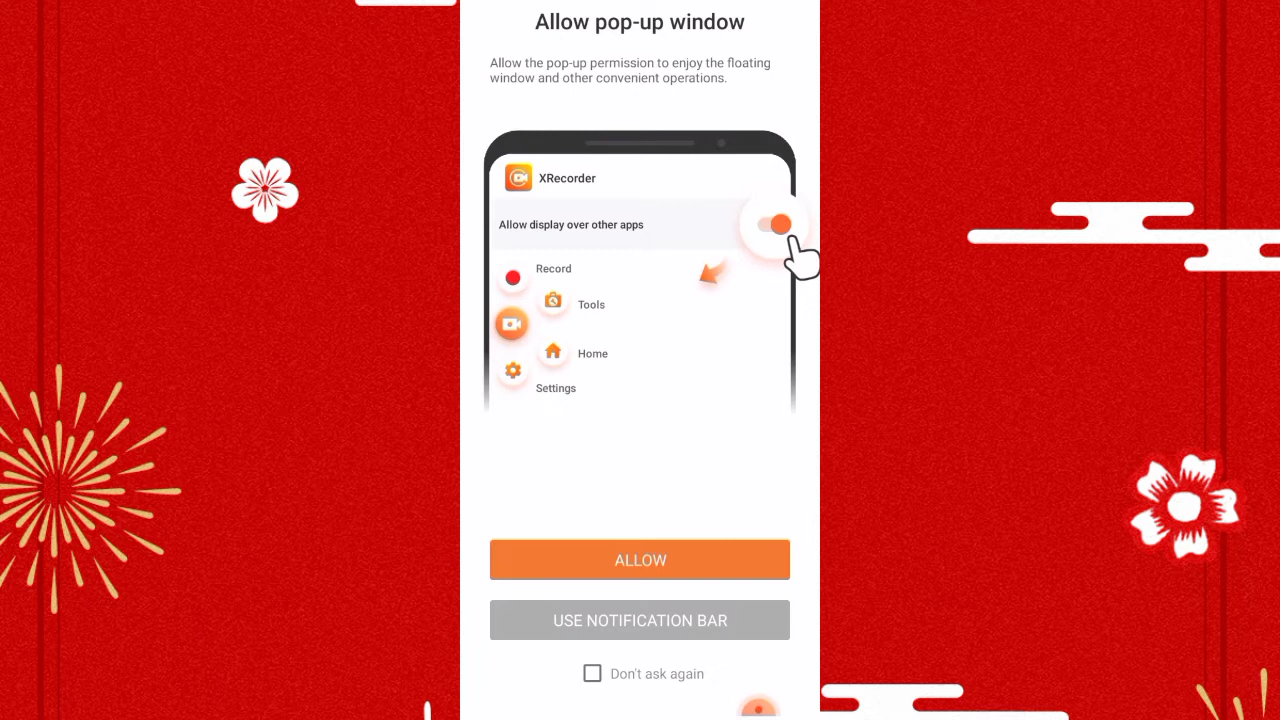 Allow pop-up window
Allow the pop-up permission to enjoy the floating
window and other convenient operations.
XRecorder
Allow display over other apps
Record
Tools
Home
Settings
ALLOW
USE NOTIFICATION BAR
Don't ask again